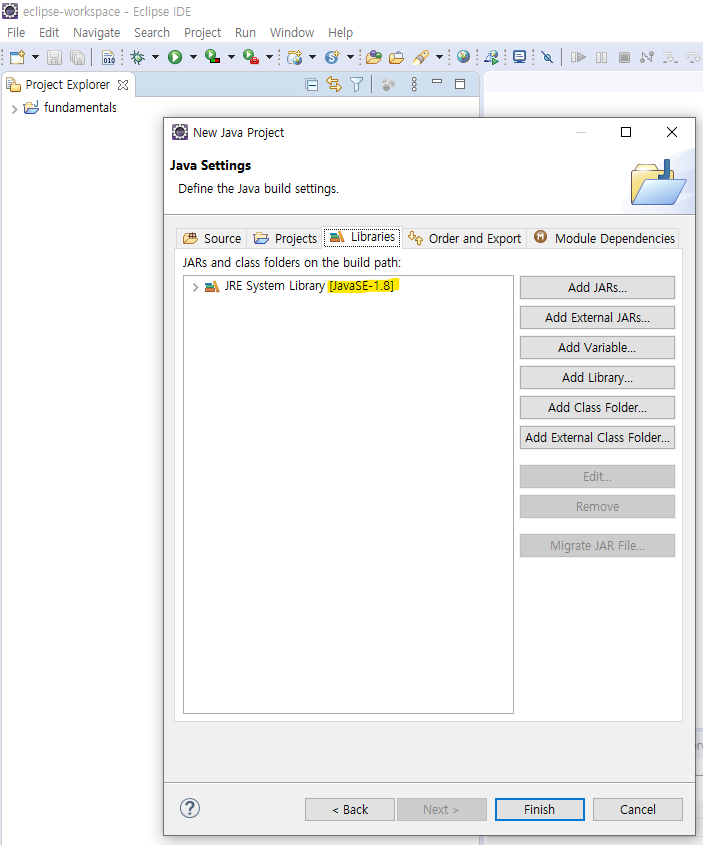 eclipse-workspace - Eclipse IDE
File Edit Navigate Search Project Run Window Help
Project Explorer
fundamentals
New Java Project
Java Settings
Define the Java build settings.
Source Projects Libraries Order and Export Module Dependencies
JARs and class folders on the build path:
JRE System Library [JavaSE-1.8]
Add JARs...
Add External JARs...
Add Variable...
Add Library...
Add Class Folder...
Add External Class Folder...
Edit...
Remove
Migrate JAR File...
< Back Next > Finish Cancel